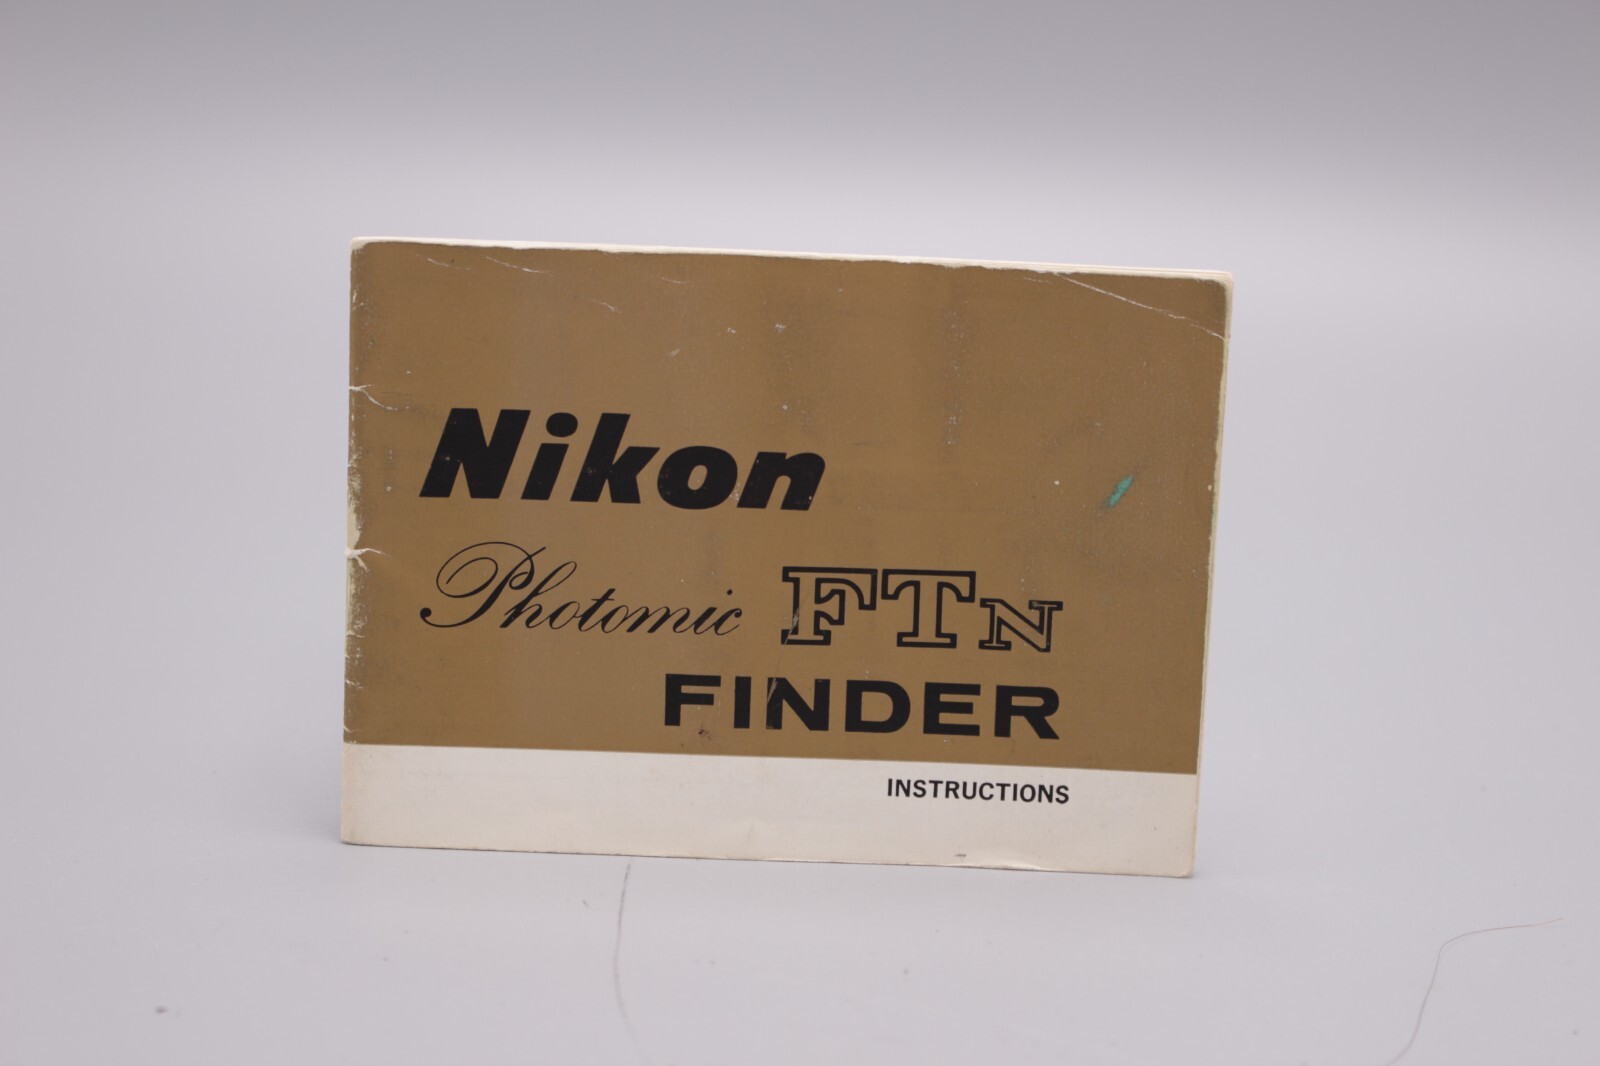 Nikon
Photomic FTN
FINDER
INSTRUCTIONS